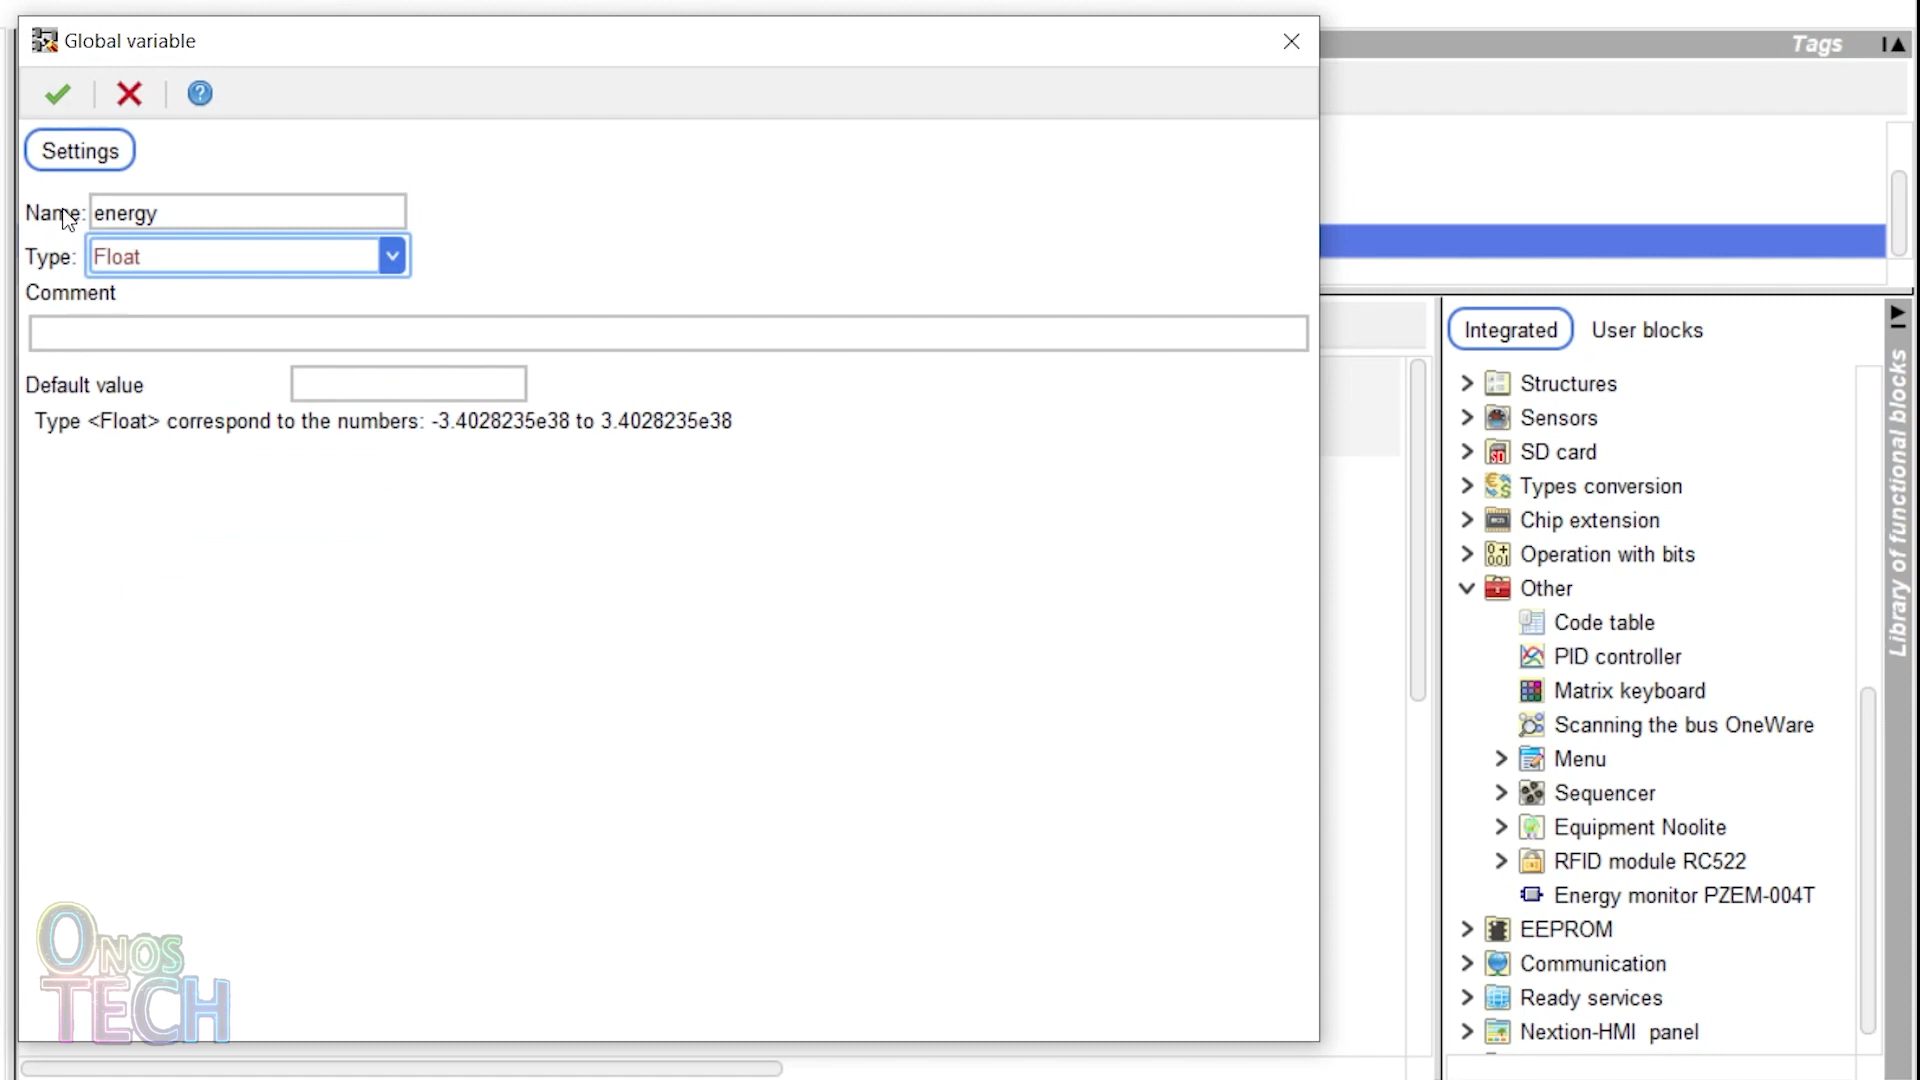 Global variable
Tags
Settings
Name: energy
Type: Float
Comment
Default value
Type <Float> correspond to the numbers: -3.4028235e38 to 3.4028235e38
Integrated User blocks
Structures
Sensors
SD card
Types conversion
Chip extension
Operation with bits
Other
Code table
PID controller
Matrix keyboard
Scanning the bus OneWare
Menu
Sequencer
Equipment Noolite
RFID module RC522
Energy monitor PZEM-004T
EEPROM
Communication
Ready services
Nextion-HMI panel
Library of functional blocks
ONOS
TECH